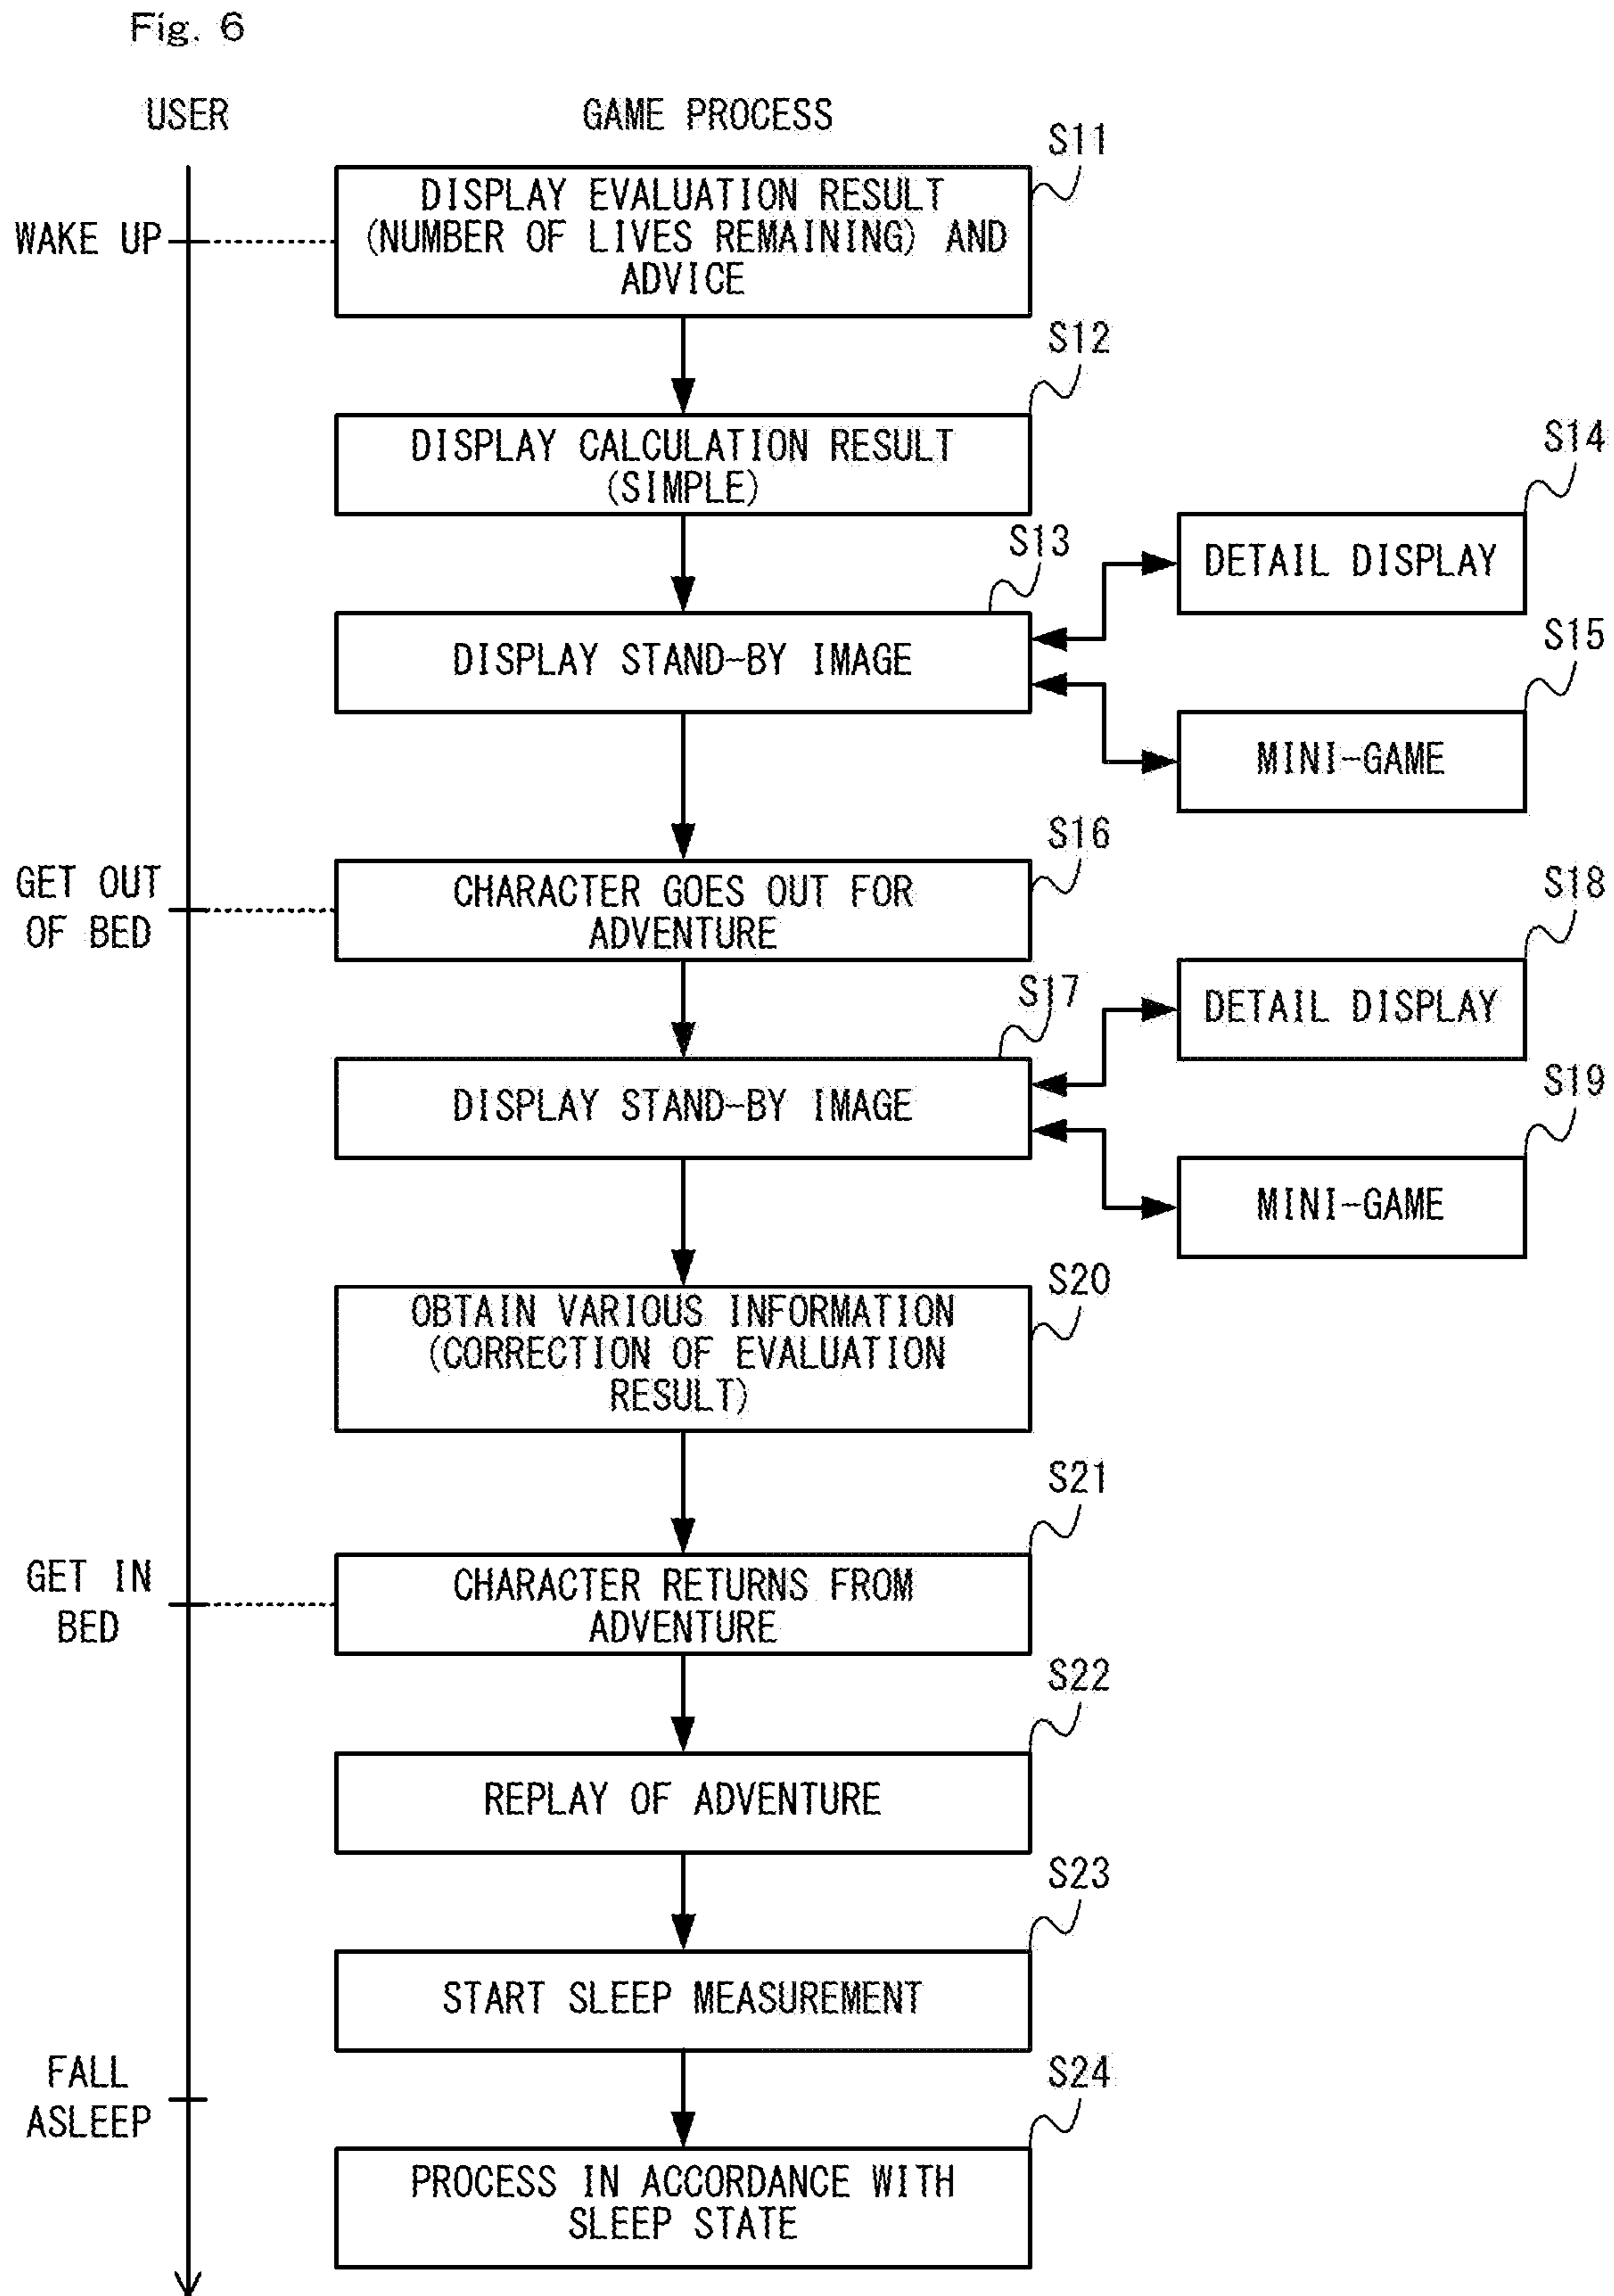 Fig. 6
USER
GAME PROCESS
S11
DISPLAY EVALUATION RESULT
(NUMBER OF LIVES REMAINING) AND
ADVICE
WAKE UP
S12
DISPLAY CALCULATION RESULT
(SIMPLE)
S14
DETAIL DISPLAY
S13
DISPLAY STAND-BY IMAGE
S15
MINI-GAME
S16
GET OUT
OF BED
CHARACTER GOES OUT FOR
ADVENTURE
S18
DETAIL DISPLAY
S17
DISPLAY STAND-BY IMAGE
S19
MINI-GAME
S20
OBTAIN VARIOUS INFORMATION
(CORRECTION OF EVALUATION
RESULT)
S21
GET IN
BED
CHARACTER RETURNS FROM
ADVENTURE
S22
REPLAY OF ADVENTURE
S23
START SLEEP MEASUREMENT
FALL
ASLEEP
S24
PROCESS IN ACCORDANCE WITH
SLEEP STATE